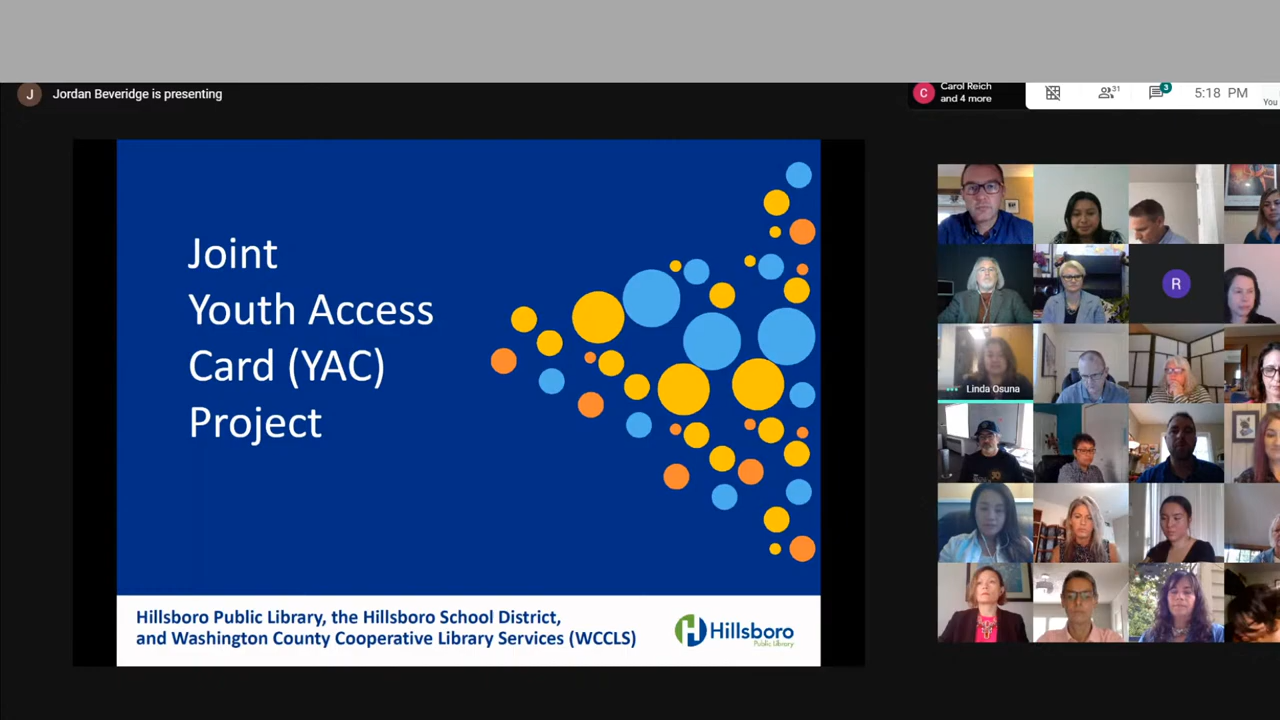 J
Jordan Beveridge is presenting
C
Carol Reich
and 4 more
31
3
5:18 PM
You
Joint
Youth Access
Card (YAC)
Project
Hillsboro Public Library, the Hillsboro School District,
and Washington County Cooperative Library Services (WCCLS)
Hillsboro
Public Library
R
Linda Osuna